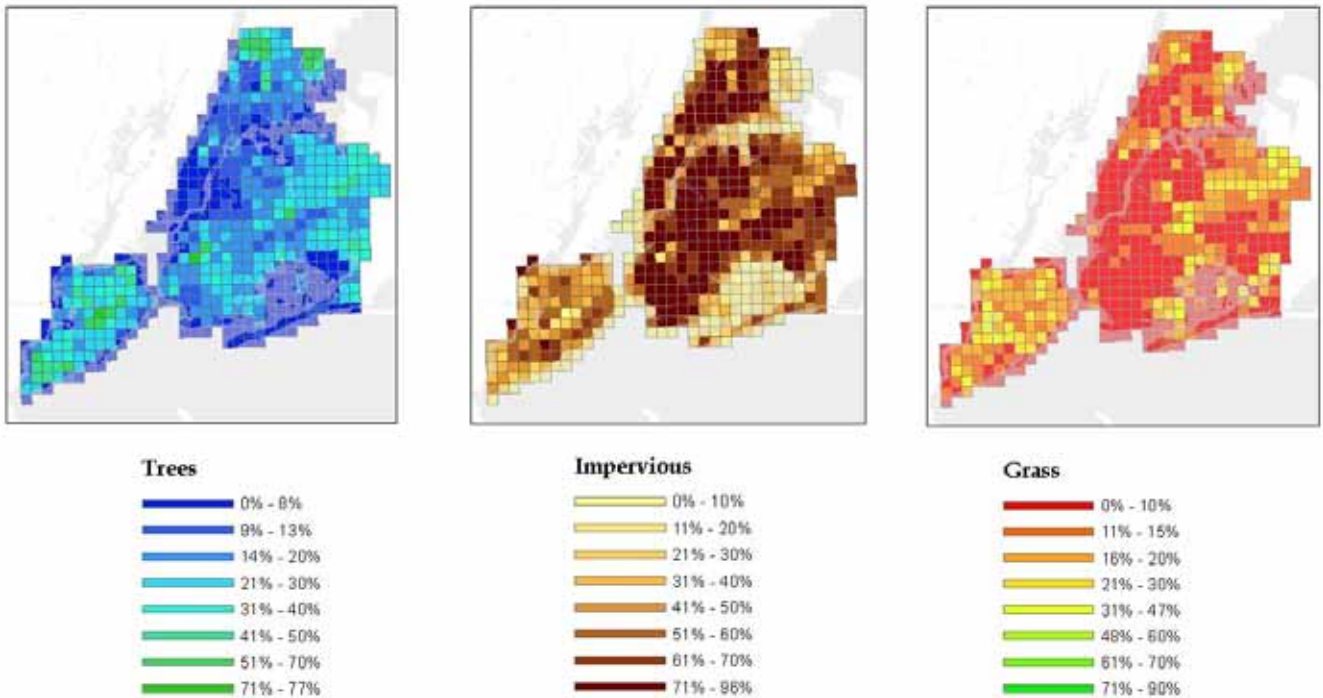 Trees
0% - 8%
9% - 13%
14% - 20%
21% - 30%
31% - 40%
41% - 50%
51% - 70%
71% - 77%
Impervious
0% - 10%
11% - 20%
21% - 30%
31% - 40%
41% - 50%
51% - 60%
61% - 70%
71% - 96%
Grass
0% - 10%
11% - 15%
16% - 20%
21% - 30%
31% - 47%
48% - 60%
61% - 70%
71% - 90%